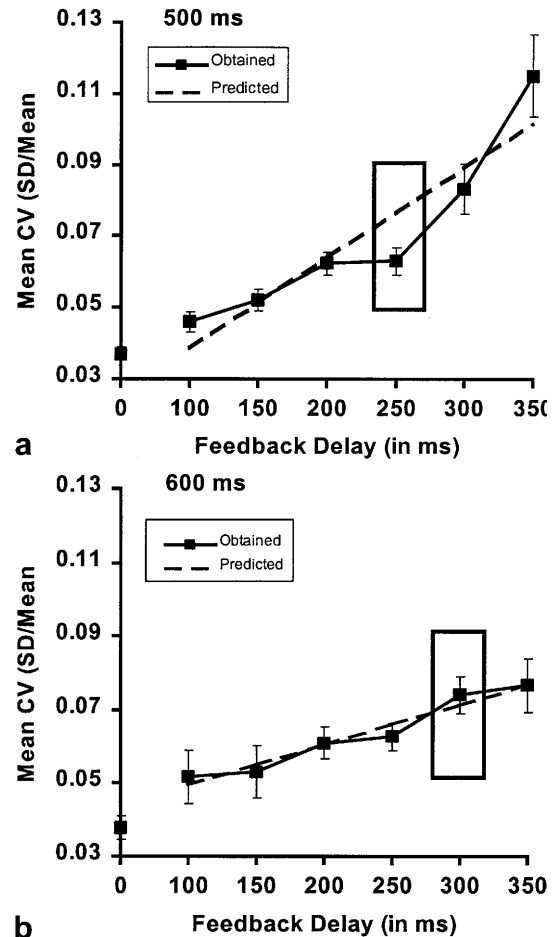 0.13
500 ms
Obtained
Predicted
0.11
0.09
0.07
0.05
0.03
Mean CV (SD/Mean
0 100 150 200 250 300 350
a
Feedback Delay (in ms)
0.13
600 ms
Obtained
Predicted
0.11
0.09
0.07
0.05
0.03
Mean CV (SD/Mean
0 100 150 200 250 300 350
b
Feedback Delay (in ms)